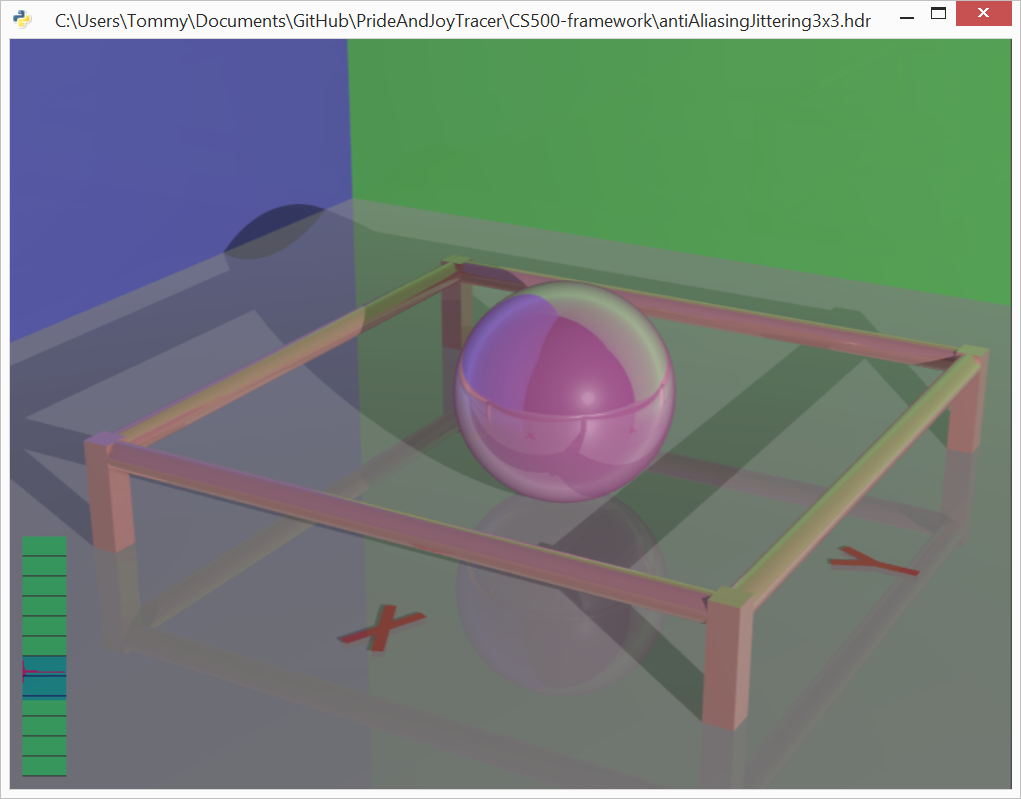 C:\Users\Tommy\Documents\GitHub\PrideAndJoyTracer\CS500-framework\antiAliasingJittering3x3.hdr
Y
X